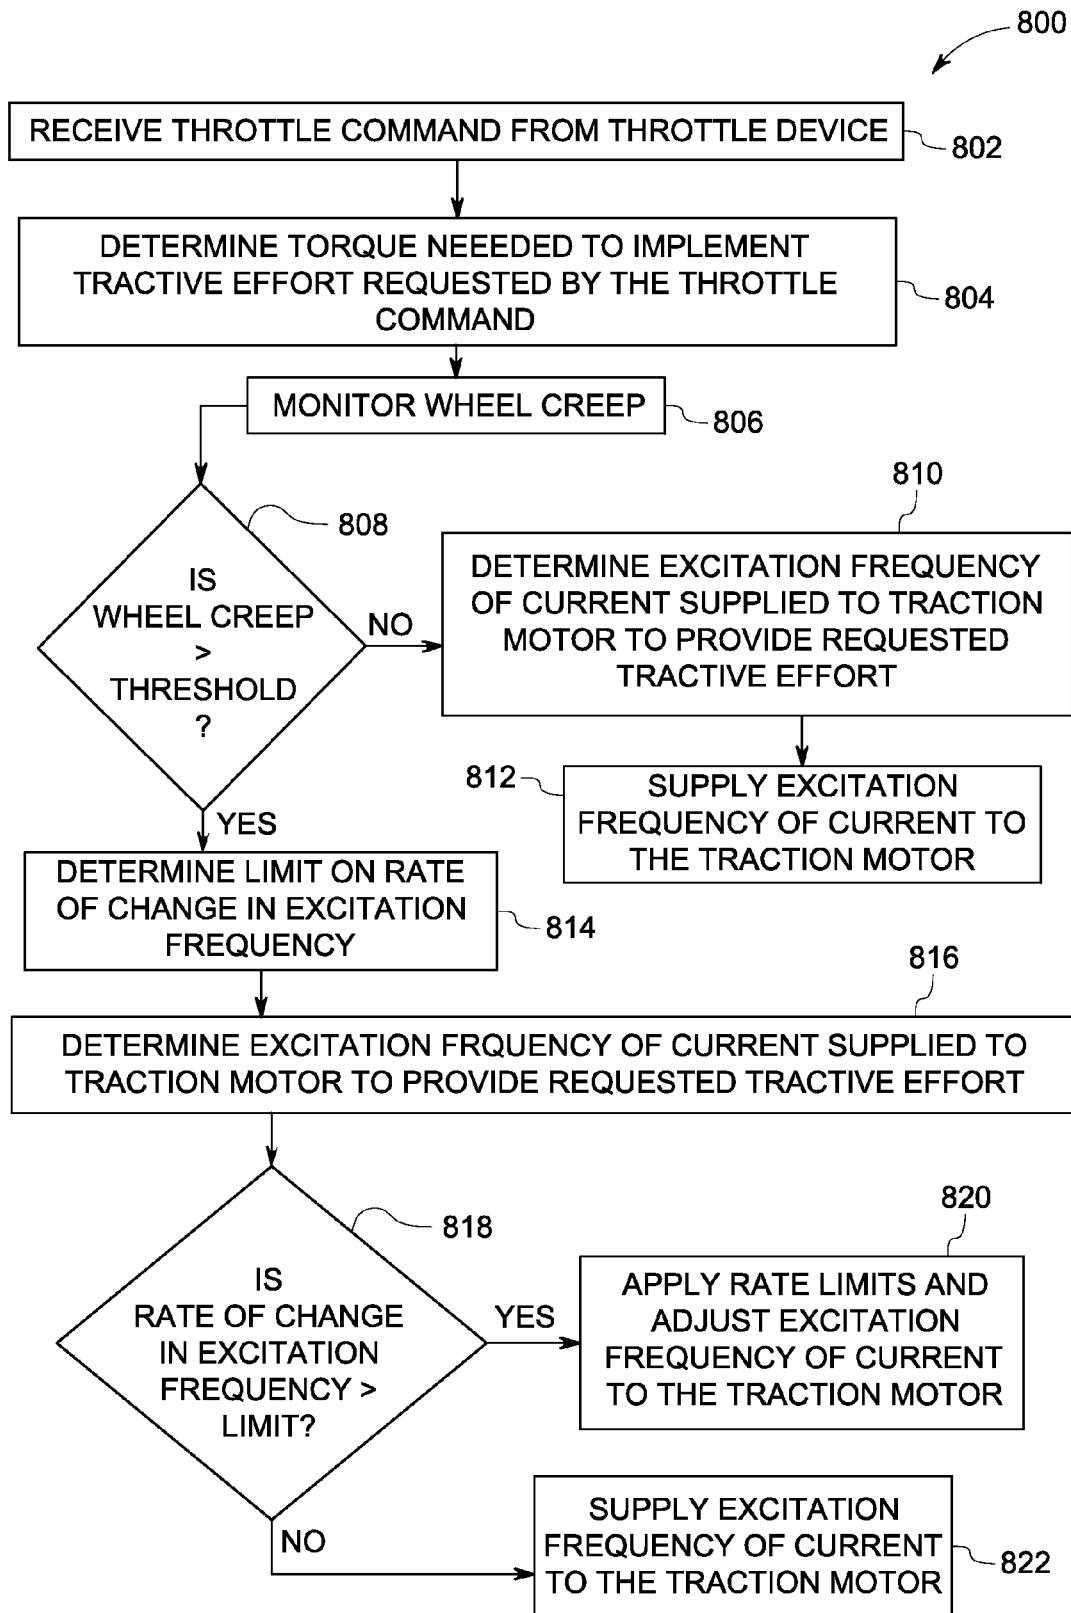 800
RECEIVE THROTTLE COMMAND FROM THROTTLE DEVICE
802
DETERMINE TORQUE NEEEDED TO IMPLEMENT
TRACTIVE EFFORT REQUESTED BY THE THROTTLE
COMMAND
804
MONITOR WHEEL CREEP
806
808
IS
WHEEL CREEP
>
THRESHOLD
?
NO
810
DETERMINE EXCITATION FREQUENCY
OF CURRENT SUPPLIED TO TRACTION
MOTOR TO PROVIDE REQUESTED
TRACTIVE EFFORT
812
SUPPLY EXCITATION
FREQUENCY OF CURRENT TO
THE TRACTION MOTOR
YES
DETERMINE LIMIT ON RATE
OF CHANGE IN EXCITATION
FREQUENCY
814
816
DETERMINE EXCITATION FRQUENCY OF CURRENT SUPPLIED TO
TRACTION MOTOR TO PROVIDE REQUESTED TRACTIVE EFFORT
818
IS
RATE OF CHANGE
IN EXCITATION
FREQUENCY >
LIMIT?
YES
820
APPLY RATE LIMITS AND
ADJUST EXCITATION
FREQUENCY OF CURRENT
TO THE TRACTION MOTOR
NO
SUPPLY EXCITATION
FREQUENCY OF CURRENT
TO THE TRACTION MOTOR
822